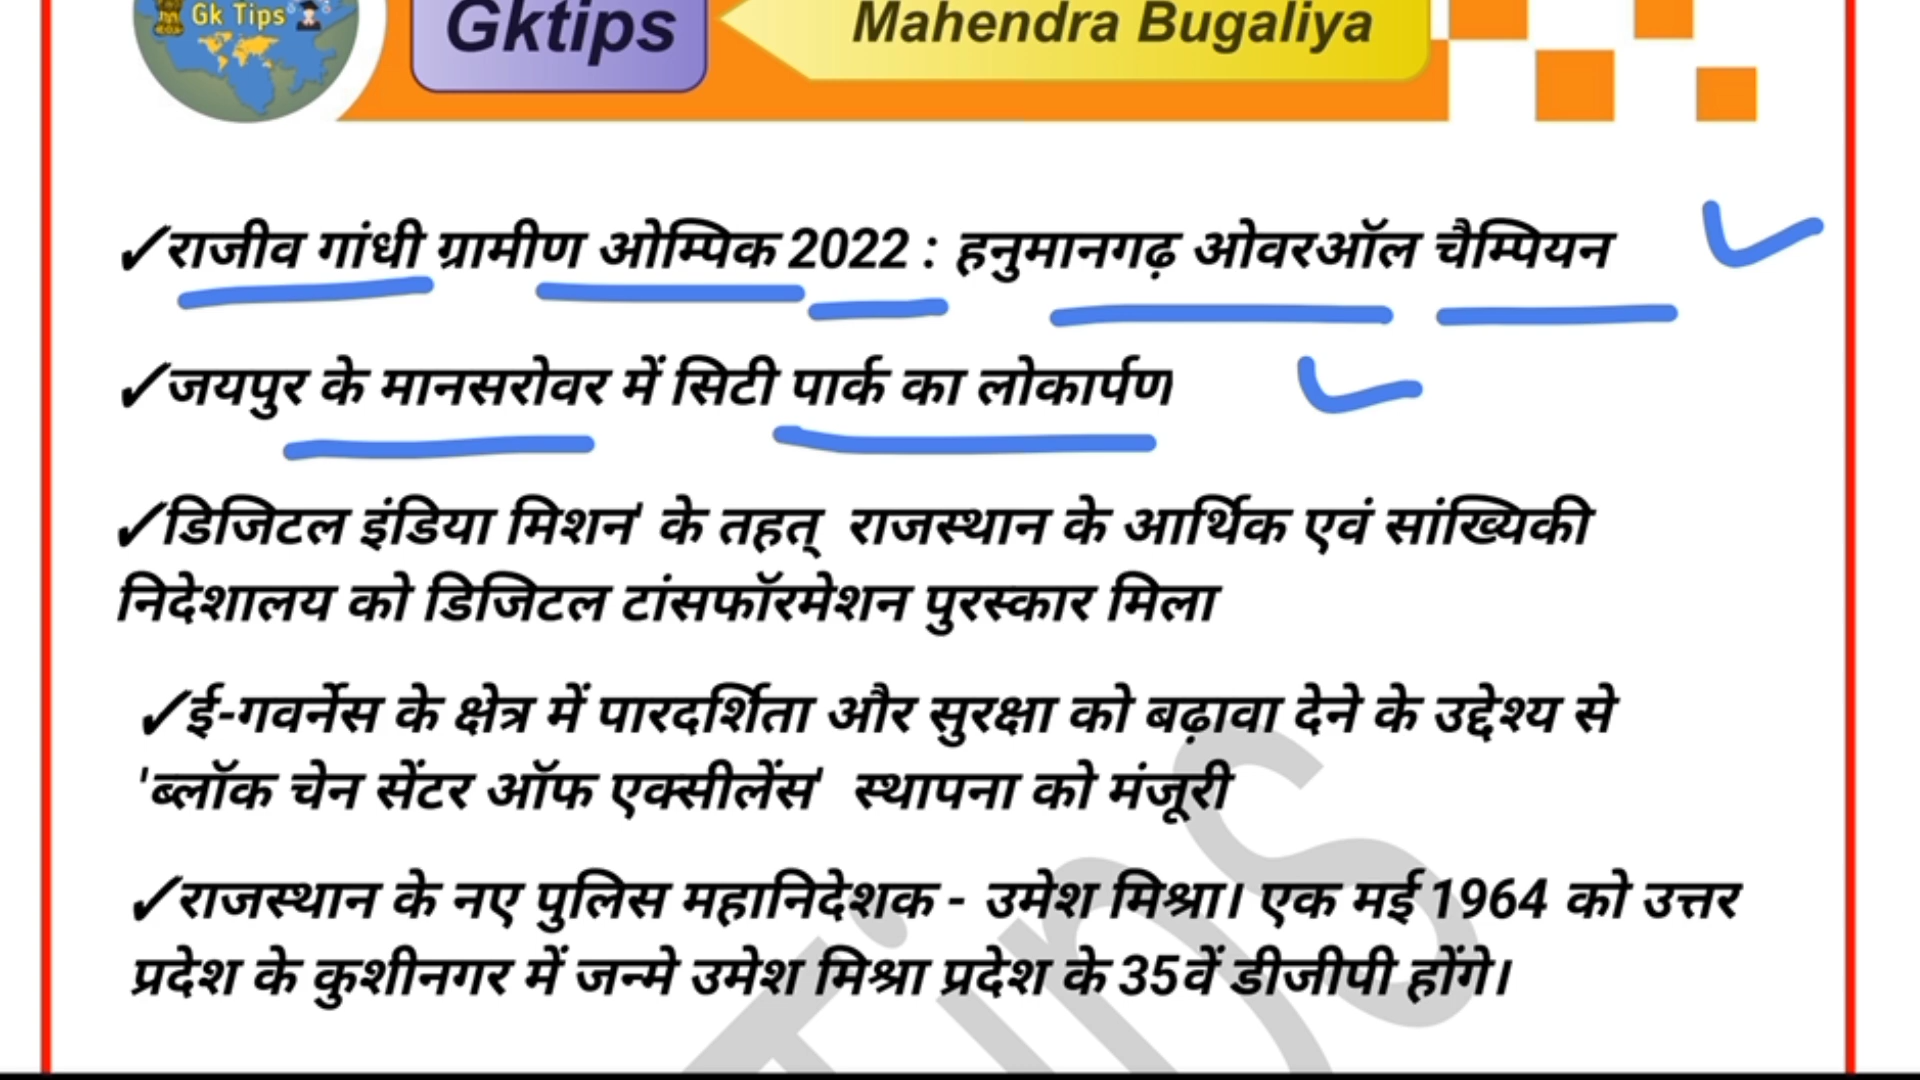 Gk Tips
Gktips
Mahendra Bugaliya
✓राजीव गांधी ग्रामीण ओम्पिक 2022 : हनुमानगढ़ ओवरऑल चैम्पियन
✓जयपुर के मानसरोवर में सिटी पार्क का लोकार्पण
✓डिजिटल इंडिया मिशन' के तहत् राजस्थान के आर्थिक एवं सांख्यिकी
निदेशालय को डिजिटल टांसफॉरमेशन पुरस्कार मिला
✓ई-गवर्नेस के क्षेत्र में पारदर्शिता और सुरक्षा को बढ़ावा देने के उद्देश्य से
'ब्लॉक चेन सेंटर ऑफ एक्सीलेंस' स्थापना को मंजूरी
✓राजस्थान के नए पुलिस महानिदेशक - उमेश मिश्रा। एक मई 1964 को उत्तर
प्रदेश के कुशीनगर में जन्मे उमेश मिश्रा प्रदेश के 35वें डीजीपी होंगे।
Tips